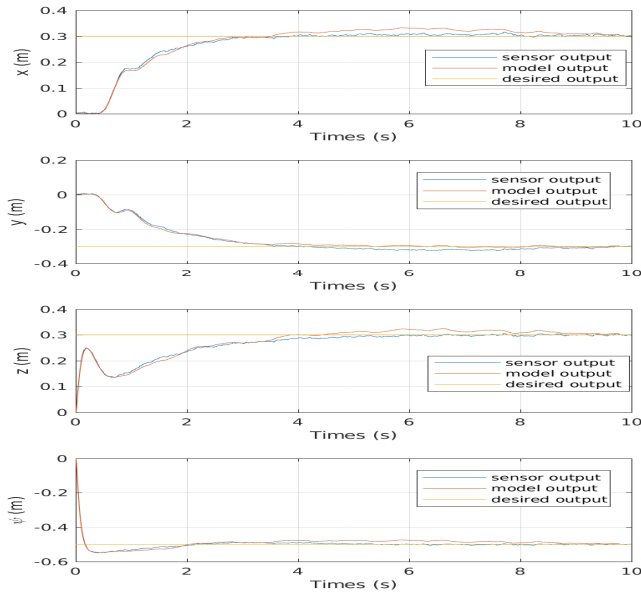 0.4
0.3
0.2
0.1
0
x (m)
sensor output
model output
desired output
0 2 4 6 8 10
Times (s)
0.2
0
-0.2
-0.4
y (m)
sensor output
model output
desired output
0 2 4 6 8 10
Times (s)
0.4
0.3
0.2
0.1
0
z (m)
sensor output
model output
desired output
0 2 4 6 8 10
Times (s)
0
-0.2
-0.4
-0.6
ψ (m)
sensor output
model output
desired output
0 2 4 6 8 10
Times (s)